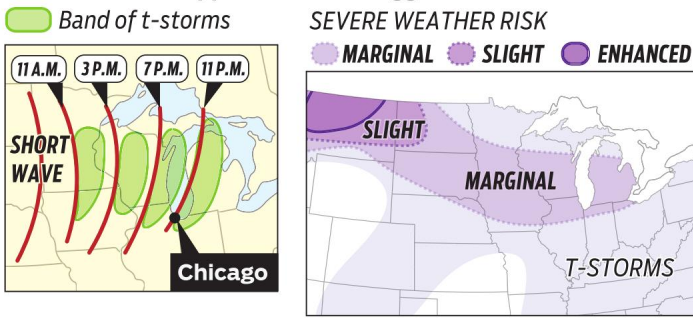 Band of t-storms
11 A.M.
3 P.M.
7 P.M.
11 P.M.
SHORT
WAVE
Chicago
SEVERE WEATHER RISK
MARGINAL
SLIGHT
ENHANCED
SLIGHT
MARGINAL
T-STORMS